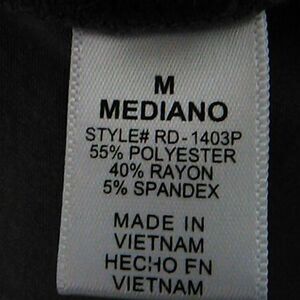 M
MEDIANO
STYLE# RD-1403P
55% POLYESTER
40% RAYON
5% SPANDEX
MADE IN
VIETNAM
HECHO EN
VIETNAM